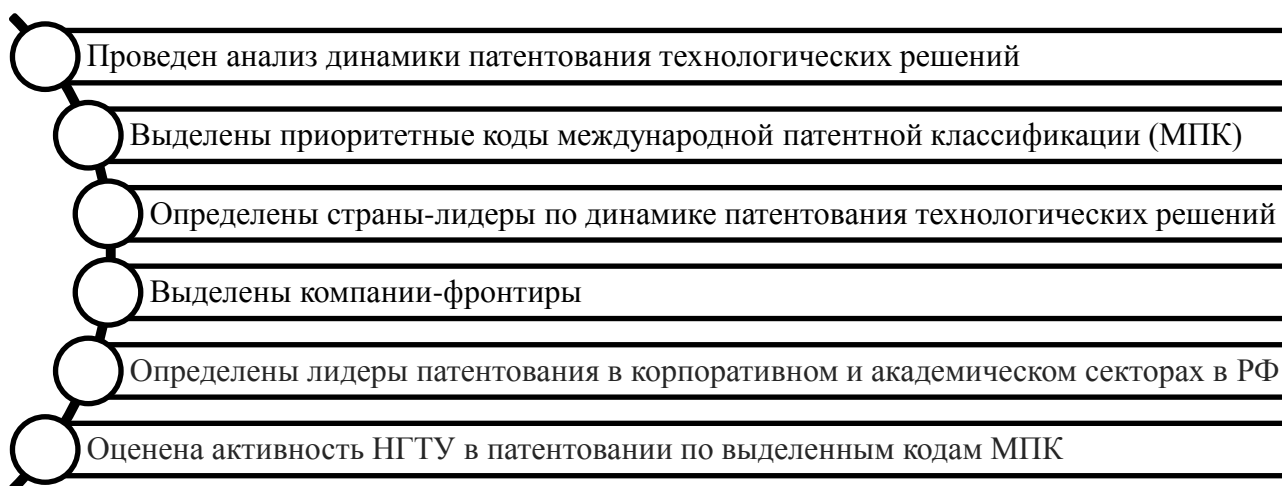 Проведен анализ динамики патентования технологических решений
Выделены приоритетные коды международной патентной классификации (МПК)
Определены страны-лидеры по динамике патентования технологических решений
Выделены компании-фронтиры
Определены лидеры патентования в корпоративном и академическом секторах в РФ
Оценена активность НГТУ в патентовании по выделенным кодам МПК